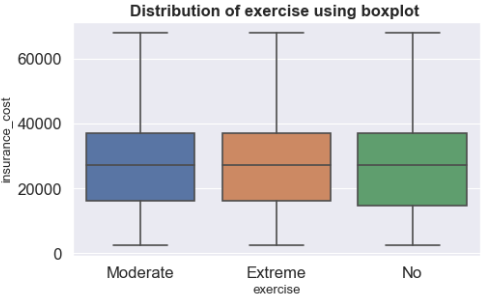 Distribution of exercise using boxplot
insurance_cost
60000
40000
20000
0
Moderate Extreme No
exercise